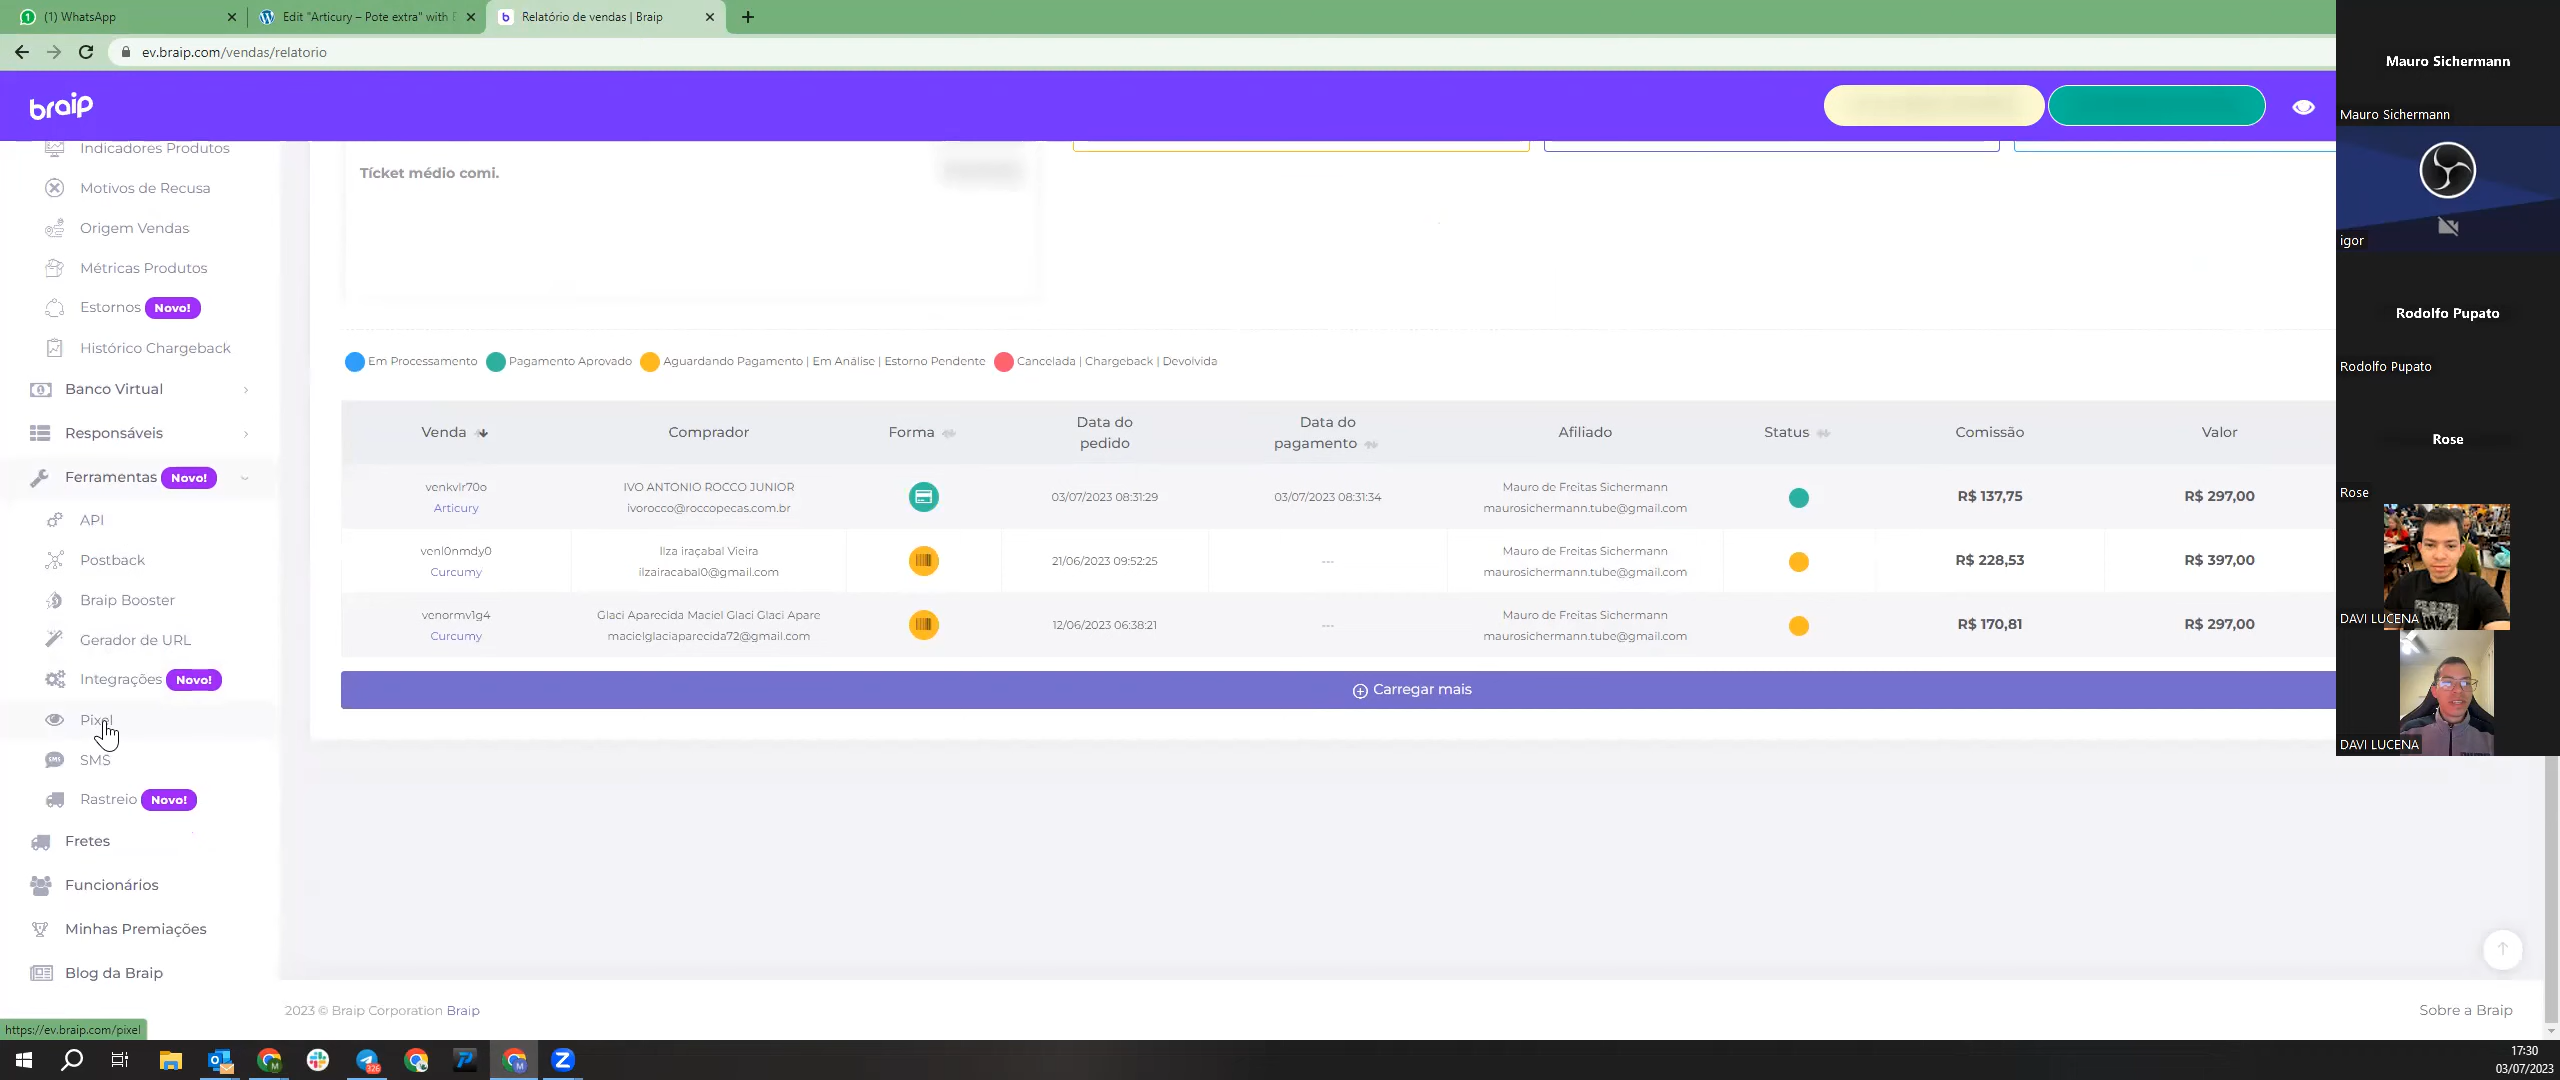 (1) WhatsApp
Edit "Articury – Pote extra" with E
Relatório de vendas | Braip
ev.braip.com/vendas/relatorio
braip
Indicadores Produtos
Motivos de Recusa
Origem Vendas
Métricas Produtos
Estornos Novo!
Histórico Chargeback
Banco Virtual
Responsáveis
Ferramentas Novo!
API
Postback
Braip Booster
Gerador de URL
Integrações Novo!
Pixel
SMS
Rastreio Novo!
Fretes
Funcionários
Minhas Premiações
Blog da Braip
https://ev.braip.com/pixel
Ticket médio comi.
Em Processamento Pagamento Aprovado Aguardando Pagamento | Em Análise | Estorno Pendente Cancelada | Chargeback | Devolvida
Venda Comprador Forma Data do pedido Data do pagamento Afiliado Status Comissão Valor
venkvlr70o IVO ANTONIO ROCCO JUNIOR 03/07/2023 08:31:29 03/07/2023 08:31:34 Mauro de Freitas Sichermann R$ 137,75 R$ 297,00
Articury ivorocco@roccopecas.com.br maurosichermann.tube@gmail.com
venl0nmdy0 Ilza iraçabal Vieira 21/06/2023 09:52:25 --- Mauro de Freitas Sichermann R$ 228,53 R$ 397,00
Curcumy ilzairacabal0@gmail.com maurosichermann.tube@gmail.com
venormv1g4 Glaci Aparecida Maciel Glaci Glaci Apare 12/06/2023 06:38:21 --- Mauro de Freitas Sichermann R$ 170,81 R$ 297,00
Curcumy macielglaciaparecida72@gmail.com maurosichermann.tube@gmail.com
Carregar mais
2023 © Braip Corporation Braip
Sobre a Braip
Mauro Sichermann
Mauro Sichermann
igor
Rodolfo Pupato
Rodolfo Pupato
Rose
Rose
DAVI LUCENA
DAVI LUCENA
326
17:30
03/07/2023